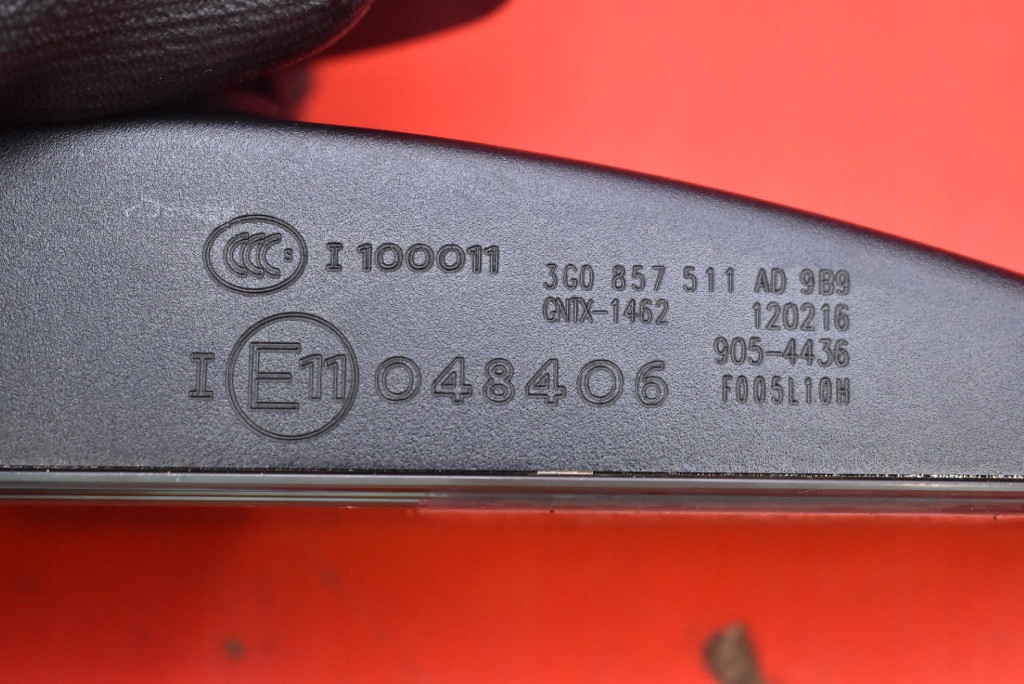 CCC S I 100011
3G0 857 511 AD 9B9
GNTX-1462 120216
905-4436
I E11 048406
F005L10H